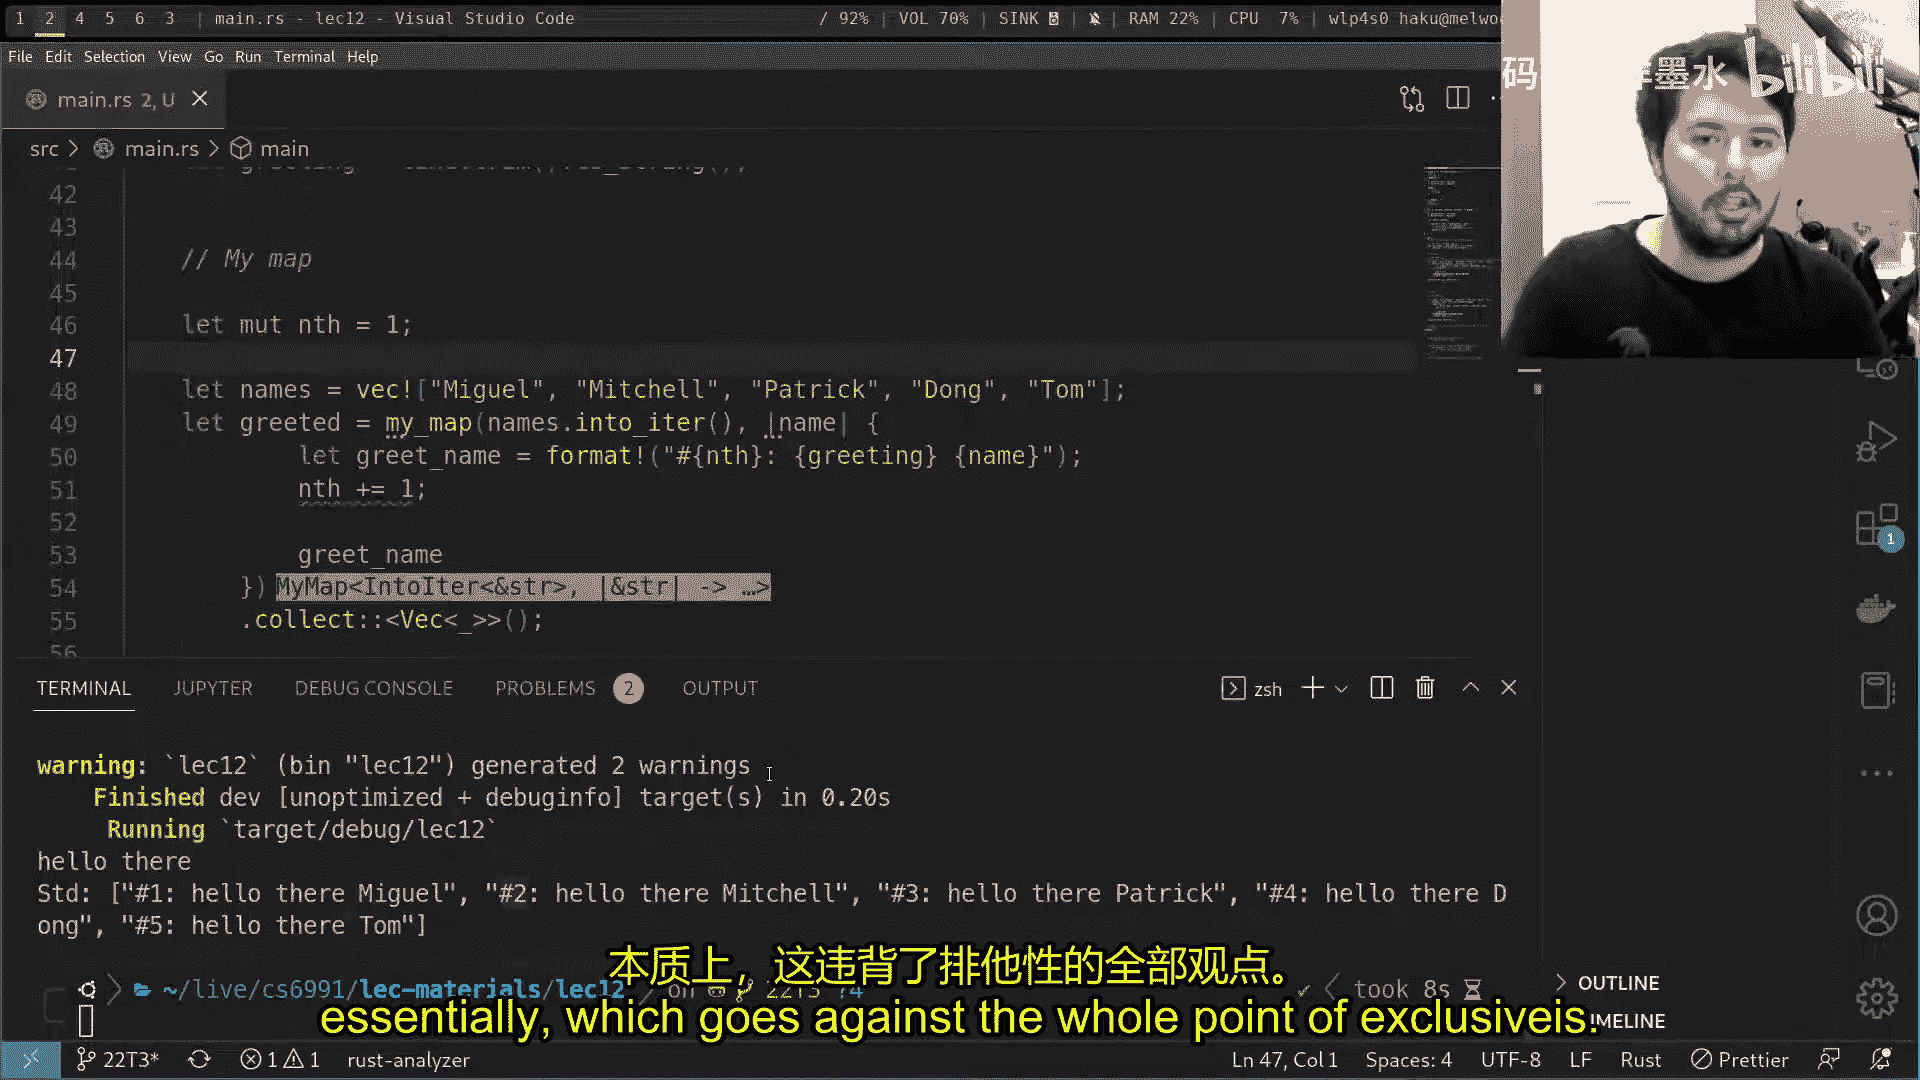 1 2 4 5 6 3 | main.rs - lec12 - Visual Studio Code / 92% | VOL 70% | SINK | RAM 22% | CPU 7% | wlp4s0 haku@melwo
File Edit Selection View Go Run Terminal Help
码 墨水 bilibili
main.rs 2, U
src > main.rs > main
42
43
44 // My map
45
46 let mut nth = 1;
47
48 let names = vec!["Miguel", "Mitchell", "Patrick", "Dong", "Tom"];
49 let greeted = my_map(names.into_iter(), |name| {
50 let greet_name = format!("#{nth}: {greeting} {name}");
51 nth += 1;
52
53 greet_name
54 }) MyMap<IntoIter<&str>, |&str| -> …>
55 .collect::<Vec<_>>();
56
TERMINAL JUPYTER DEBUG CONSOLE PROBLEMS 2 OUTPUT zsh
warning: `lec12` (bin "lec12") generated 2 warnings
Finished dev [unoptimized + debuginfo] target(s) in 0.20s
Running `target/debug/lec12`
hello there
Std: ["#1: hello there Miguel", "#2: hello there Mitchell", "#3: hello there Patrick", "#4: hello there D
ong", "#5: hello there Tom"]
本质上，这违背了排他性的全部观点。
~/live/cs6991/lec-materials/lec12 on 22T3 ?4 took 8s
essentially, which goes against the whole point of exclusiveis.
OUTLINE
1
22T3* 1 1 rust-analyzer Ln 47, Col 1 Spaces: 4 UTF-8 LF Rust Prettier